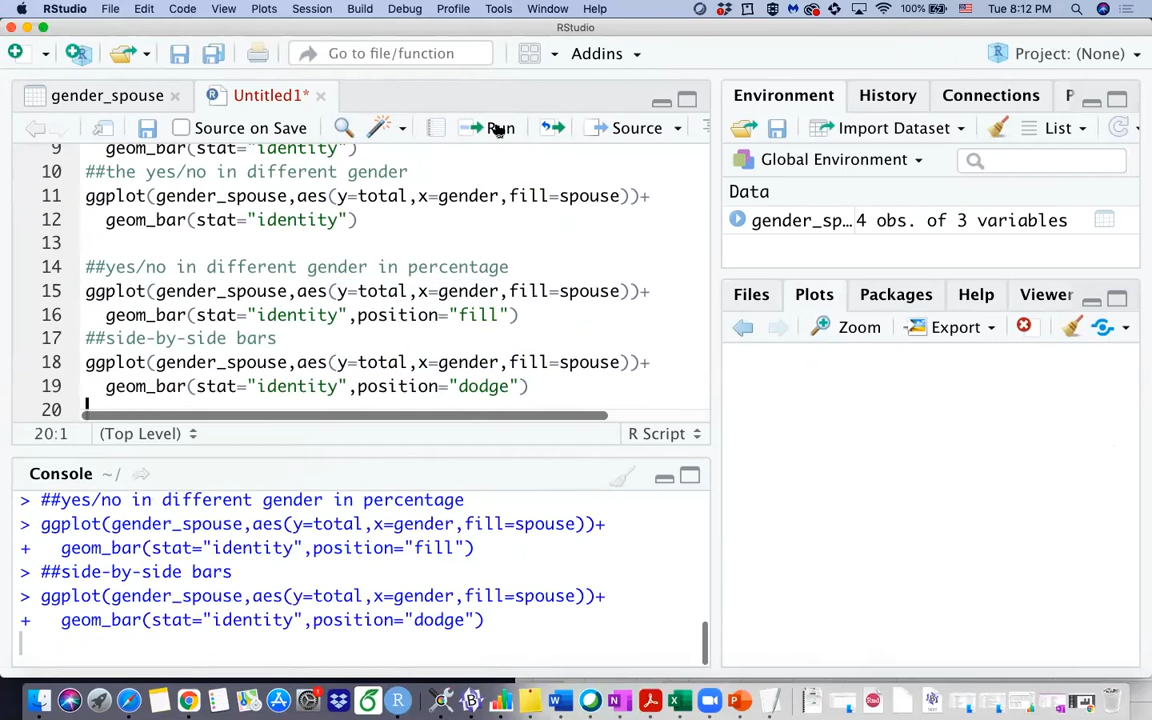 RStudio File Edit Code View Plots Session Build Debug Profile Tools Window Help 100% Tue 8:12 PM
RStudio
Go to file/function Addins Project: (None)
gender_spouse Untitled1*
Source on Save Run Source
9 geom_bar(stat="identity")
10 ##the yes/no in different gender
11 ggplot(gender_spouse,aes(y=total,x=gender,fill=spouse))+
12 geom_bar(stat="identity")
13
14 ##yes/no in different gender in percentage
15 ggplot(gender_spouse,aes(y=total,x=gender,fill=spouse))+
16 geom_bar(stat="identity",position="fill")
17 ##side-by-side bars
18 ggplot(gender_spouse,aes(y=total,x=gender,fill=spouse))+
19 geom_bar(stat="identity",position="dodge")
20
20:1 (Top Level) R Script
Console ~/
> ##yes/no in different gender in percentage
> ggplot(gender_spouse,aes(y=total,x=gender,fill=spouse))+
+ geom_bar(stat="identity",position="fill")
> ##side-by-side bars
> ggplot(gender_spouse,aes(y=total,x=gender,fill=spouse))+
+ geom_bar(stat="identity",position="dodge")
Environment History Connections
Import Dataset List
Global Environment
Data
gender_sp… 4 obs. of 3 variables
Files Plots Packages Help Viewer
Zoom Export